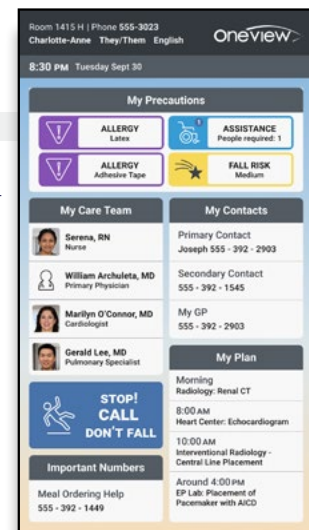 Room 1415 H | Phone 555-3023
Charlotte-Anne They/Them English
oneview
8:30 PM Tuesday Sept 30
My Precautions
ALLERGY
Latex
1
ASSISTANCE
People required: 1
ALLERGY
Adhesive Tape
FALL RISK
Medium
My Care Team
Serena, RN
Nurse
William Archuleta, MD
Primary Physician
Marilyn O'Connor, MD
Cardiologist
Gerald Lee, MD
Pulmonary Specialist
STOP!
CALL
DON'T FALL
Important Numbers
Meal Ordering Help
555 - 392 - 1449
My Contacts
Primary Contact
Joseph 555 - 392 - 2903
Secondary Contact
555 - 392 - 1545
My GP
555 - 392 - 2903
My Plan
Morning
Radiology: Renal CT
8:00 AM
Heart Center: Echocardiogram
10:00 AM
Interventional Radiology -
Central Line Placement
Around 4:00 PM
EP Lab: Placement of
Pacemaker with AICD